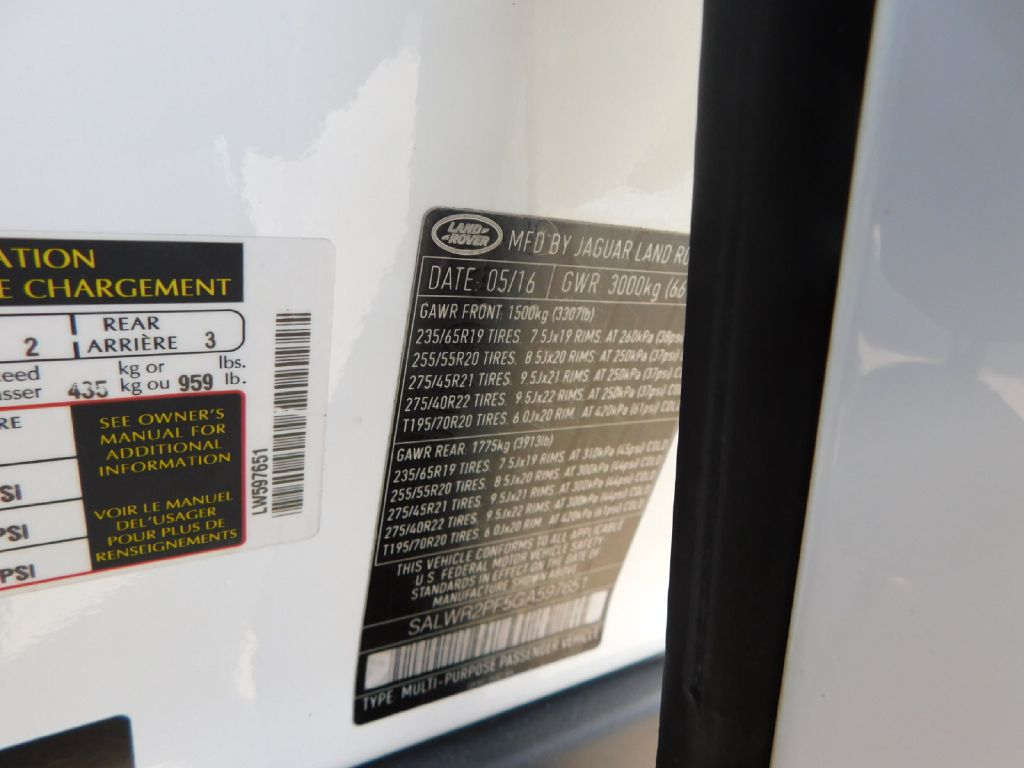 ATION
E CHARGEMENT
2 REAR ARRIÈRE 3
ceed kg or lbs.
sser 435 kg ou 959 lb.
RE
SEE OWNER'S
MANUAL FOR
ADDITIONAL
INFORMATION
SI
VOIR LE MANUEL
DEL'USAGER
POUR PLUS DE
RENSEIGNEMENTS
PSI
PSI
LW597651
LAND ROVER
MFD BY JAGUAR LAND RO
DATE: 05/16 GWR 3000kg (66
GAWR FRONT 1500kg (3307lb)
235/65R19 TIRES. 7.5Jx19 RIMS. AT 260kPa (38psi
255/55R20 TIRES. 8.5Jx20 RIMS. AT 250kPa (37psi)
275/45R21 TIRES. 9.5Jx21 RIMS. AT 250kPa (37psi) C
275/40R22 TIRES. 9.5Jx22 RIMS. AT 250kPa (37psi) COL
T195/70R20 TIRES. 6.0Jx20 RIM. AT 420kPa (61psi) COLD
GAWR REAR 1775kg (3913lb)
235/65R19 TIRES. 7.5Jx19 RIMS. AT 310kPa (45psi) COLD
255/55R20 TIRES. 8.5Jx20 RIMS. AT 300kPa (44psi) COLD
275/45R21 TIRES. 9.5Jx21 RIMS. AT 300kPa (44psi) COLD
275/40R22 TIRES. 9.5Jx22 RIMS. AT 300kPa (44psi) COLD
T195/70R20 TIRES. 6.0Jx20 RIM. AT 420kPa (61psi) COLD
THIS VEHICLE CONFORMS TO ALL APPLICABLE
U.S. FEDERAL MOTOR VEHICLE SAFETY
STANDARDS IN EFFECT ON THE DATE OF
MANUFACTURE SHOWN ABOVE
SALWR2PF5GA597651
TYPE MULTI-PURPOSE PASSENGER VEHICLE